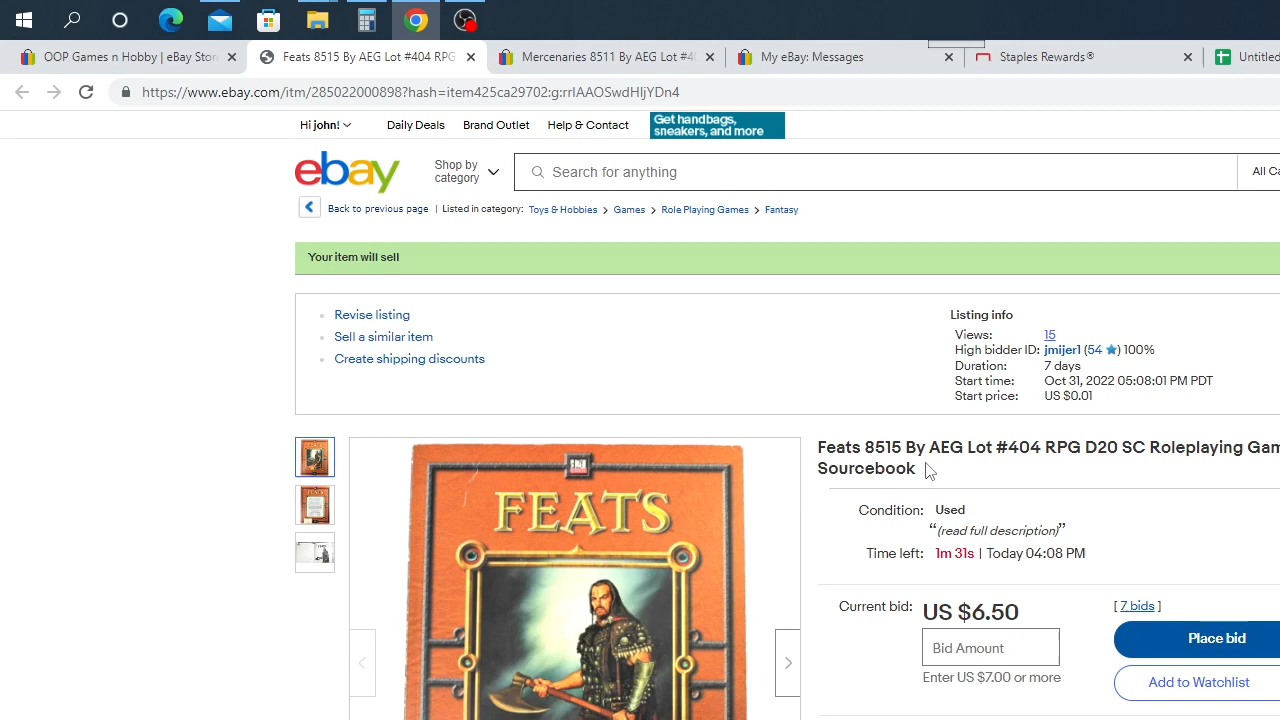 OOP Games n Hobby | eBay Stor
Feats 8515 By AEG Lot #404 RPG
Mercenaries 8511 By AEG Lot #4
My eBay: Messages
Staples Rewards®
Untitled
https://www.ebay.com/itm/285022000898?hash=item425ca29702:g:rrIAAOSwdHljYDn4
Hi john!
Daily Deals
Brand Outlet
Help & Contact
Get handbags,
sneakers, and more
ebay
Shop by
category
Search for anything
All Ca
Back to previous page | Listed in category: Toys & Hobbies > Games > Role Playing Games > Fantasy
Your item will sell
Revise listing
Sell a similar item
Create shipping discounts
Listing info
Views: 15
High bidder ID: jmijer1 (54 ★) 100%
Duration: 7 days
Start time: Oct 31, 2022 05:08:01 PM PDT
Start price: US $0.01
FEATS
Feats 8515 By AEG Lot #404 RPG D20 SC Roleplaying Gam
Sourcebook
Condition: Used
“(read full description)”
Time left: 1m 31s | Today 04:08 PM
Current bid: US $6.50
[ 7 bids ]
Bid Amount
Place bid
Enter US $7.00 or more
Add to Watchlist